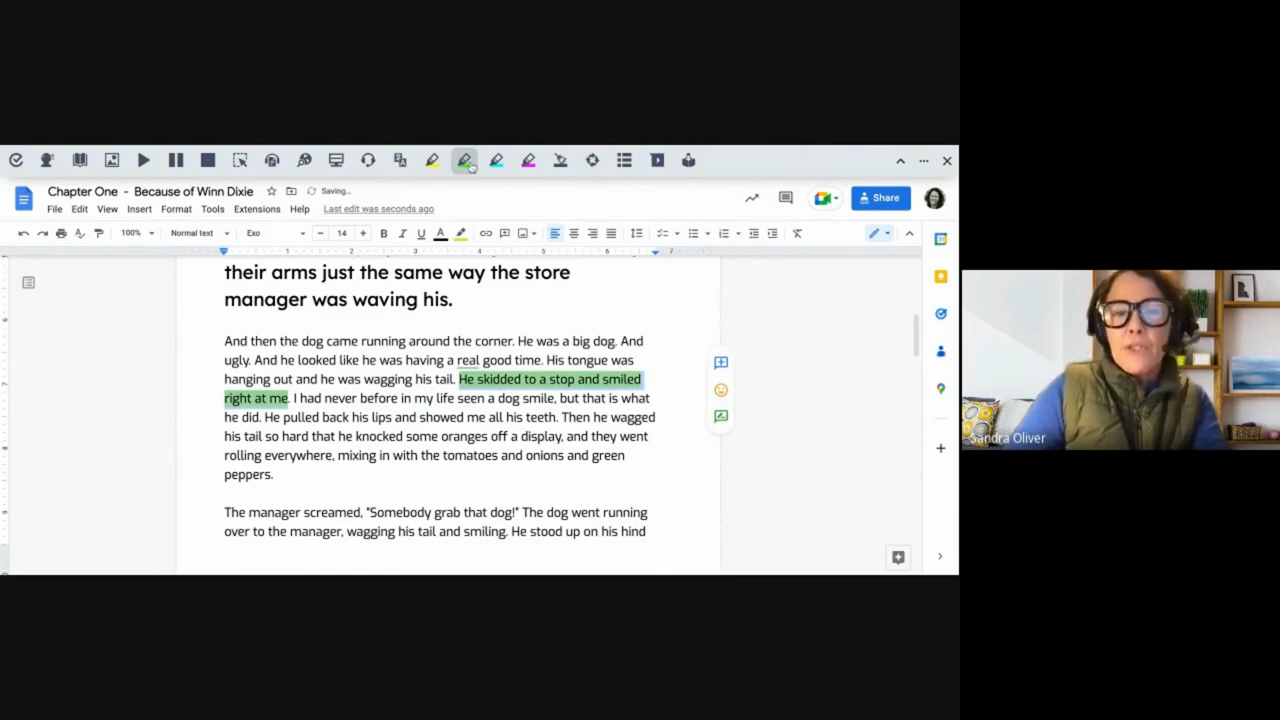 Chapter One - Because of Winn Dixie
Saving...
File Edit View Insert Format Tools Extensions Help Last edit was seconds ago
Share
100% Normal text Exo 14 B I U A
1 2 3 4 5 6 7
their arms just the same way the store
manager was waving his.
And then the dog came running around the corner. He was a big dog. And
ugly. And he looked like he was having a real good time. His tongue was
hanging out and he was wagging his tail. He skidded to a stop and smiled
right at me. I had never before in my life seen a dog smile, but that is what
he did. He pulled back his lips and showed me all his teeth. Then he wagged
his tail so hard that he knocked some oranges off a display, and they went
rolling everywhere, mixing in with the tomatoes and onions and green
peppers.
The manager screamed, "Somebody grab that dog!" The dog went running
over to the manager, wagging his tail and smiling. He stood up on his hind
Sandra Oliver